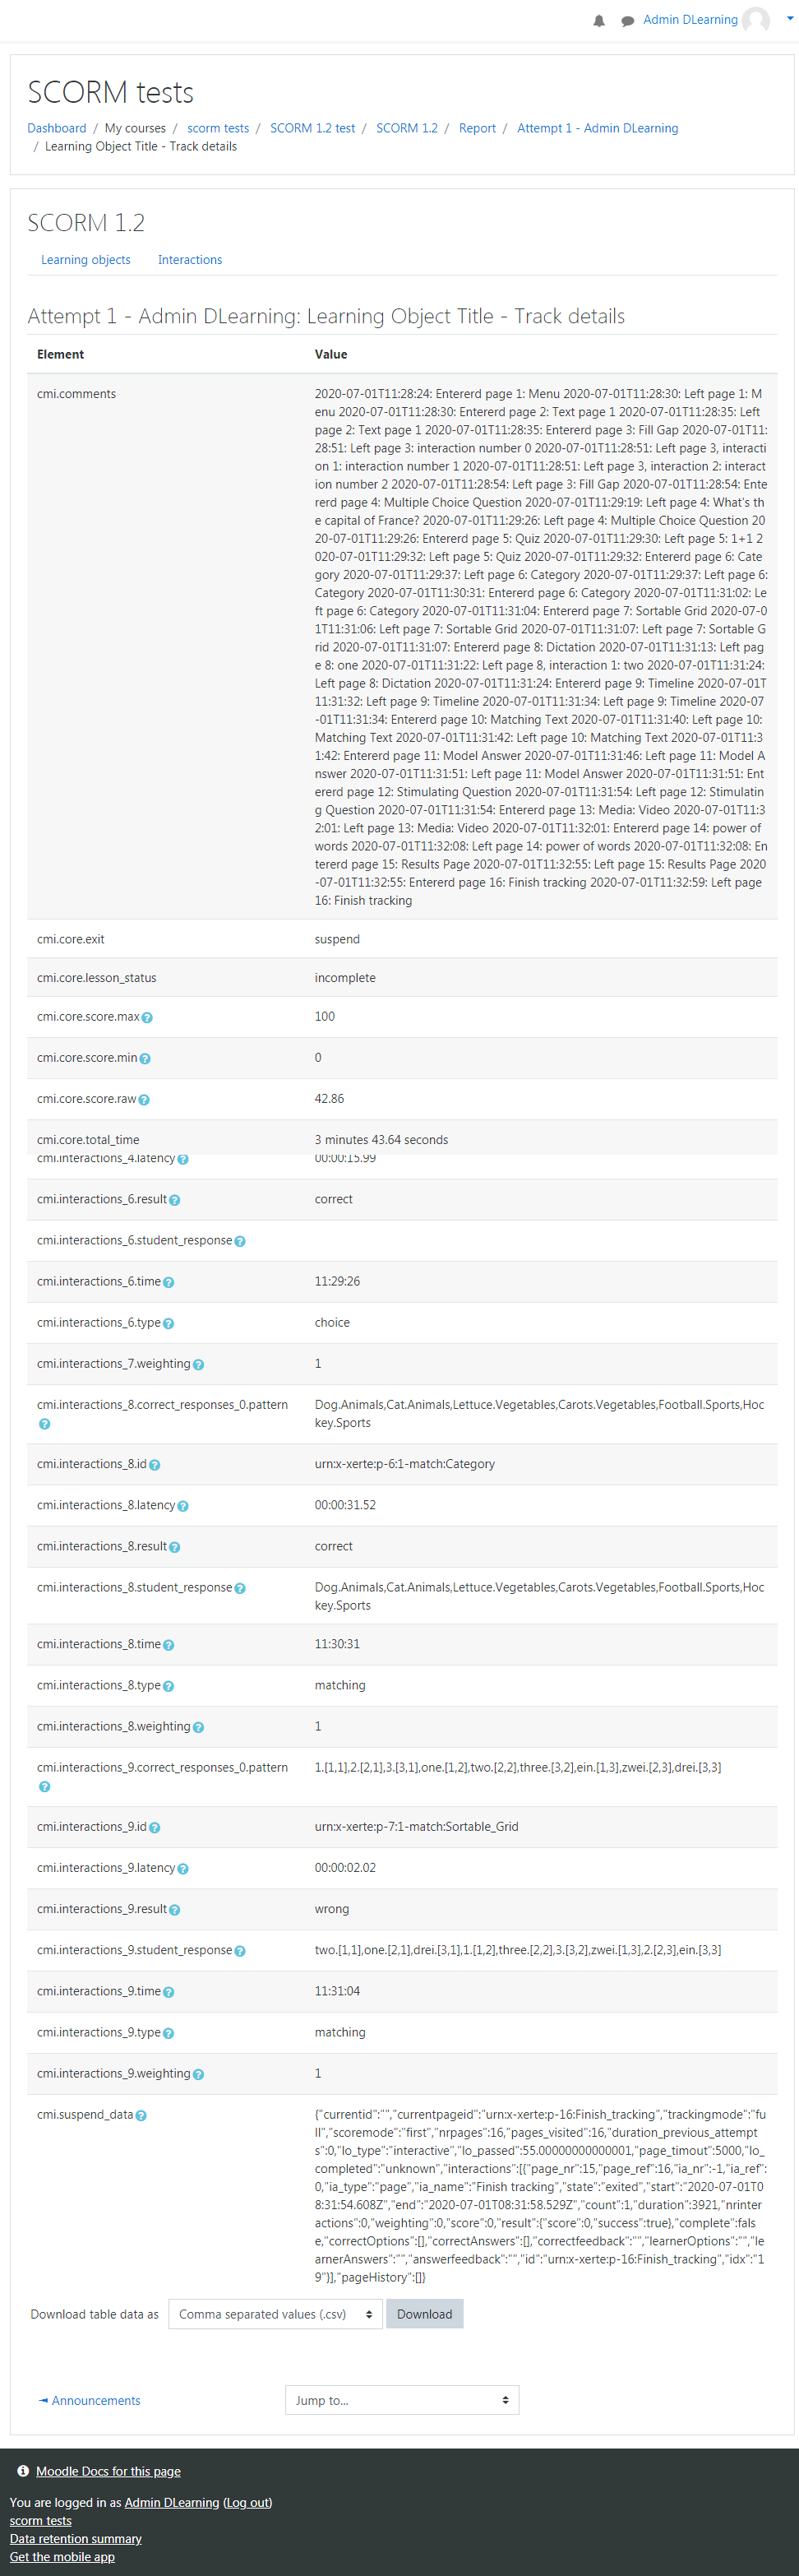 Admin DLearning
SCORM tests
Dashboard / My courses / scorm tests / SCORM 1.2 test / SCORM 1.2 / Report / Attempt 1 - Admin DLearning
/ Learning Object Title - Track details
SCORM 1.2
Learning objects Interactions
Attempt 1 - Admin DLearning: Learning Object Title - Track details
Element Value
cmi.comments 2020-07-01T11:28:24: Entererd page 1: Menu 2020-07-01T11:28:30: Left page 1: M
enu 2020-07-01T11:28:30: Entererd page 2: Text page 1 2020-07-01T11:28:35: Left
page 2: Text page 1 2020-07-01T11:28:35: Entererd page 3: Fill Gap 2020-07-01T11:
28:51: Left page 3: interaction number 0 2020-07-01T11:28:51: Left page 3, interacti
on 1: interaction number 1 2020-07-01T11:28:51: Left page 3, interaction 2: interac
tion number 2 2020-07-01T11:28:54: Left page 3: Fill Gap 2020-07-01T11:28:54: Ente
rerd page 4: Multiple Choice Question 2020-07-01T11:29:19: Left page 4: What's th
e capital of France? 2020-07-01T11:29:26: Left page 4: Multiple Choice Question 20
20-07-01T11:29:26: Entererd page 5: Quiz 2020-07-01T11:29:30: Left page 5: 1+1 2
020-07-01T11:29:32: Left page 5: Quiz 2020-07-01T11:29:32: Entererd page 6: Cate
gory 2020-07-01T11:29:37: Left page 6: Category 2020-07-01T11:29:37: Left page 6:
Category 2020-07-01T11:30:31: Entererd page 6: Category 2020-07-01T11:31:02: Le
ft page 6: Category 2020-07-01T11:31:04: Entererd page 7: Sortable Grid 2020-07-0
1T11:31:06: Left page 7: Sortable Grid 2020-07-01T11:31:07: Left page 7: Sortable G
rid 2020-07-01T11:31:07: Entererd page 8: Dictation 2020-07-01T11:31:13: Left pag
e 8: one 2020-07-01T11:31:22: Left page 8, interaction 1: two 2020-07-01T11:31:24:
Left page 8: Dictation 2020-07-01T11:31:24: Entererd page 9: Timeline 2020-07-01T
11:31:32: Left page 9: Timeline 2020-07-01T11:31:34: Left page 9: Timeline 2020-07
-01T11:31:34: Entererd page 10: Matching Text 2020-07-01T11:31:40: Left page 10:
Matching Text 2020-07-01T11:31:42: Left page 10: Matching Text 2020-07-01T11:3
1:42: Entererd page 11: Model Answer 2020-07-01T11:31:46: Left page 11: Model A
nswer 2020-07-01T11:31:51: Left page 11: Model Answer 2020-07-01T11:31:51: Ent
ererd page 12: Stimulating Question 2020-07-01T11:31:54: Left page 12: Stimulatin
g Question 2020-07-01T11:31:54: Entererd page 13: Media: Video 2020-07-01T11:3
2:01: Left page 13: Media: Video 2020-07-01T11:32:01: Entererd page 14: power of
words 2020-07-01T11:32:08: Left page 14: power of words 2020-07-01T11:32:08: En
tererd page 15: Results Page 2020-07-01T11:32:55: Left page 15: Results Page 2020
-07-01T11:32:55: Entererd page 16: Finish tracking 2020-07-01T11:32:59: Left page
16: Finish tracking
cmi.core.exit suspend
cmi.core.lesson_status incomplete
cmi.core.score.max 100
cmi.core.score.min 0
cmi.core.score.raw 42.86
cmi.core.total_time 3 minutes 43.64 seconds
cmi.interactions_4.latency 00:00:15.99
cmi.interactions_6.result correct
cmi.interactions_6.student_response
cmi.interactions_6.time 11:29:26
cmi.interactions_6.type choice
cmi.interactions_7.weighting 1
cmi.interactions_8.correct_responses_0.pattern Dog.Animals,Cat.Animals,Lettuce.Vegetables,Carots.Vegetables,Football.Sports,Hoc
key.Sports
cmi.interactions_8.id urn:x-xerte:p-6:1-match:Category
cmi.interactions_8.latency 00:00:31.52
cmi.interactions_8.result correct
cmi.interactions_8.student_response Dog.Animals,Cat.Animals,Lettuce.Vegetables,Carots.Vegetables,Football.Sports,Hoc
key.Sports
cmi.interactions_8.time 11:30:31
cmi.interactions_8.type matching
cmi.interactions_8.weighting 1
cmi.interactions_9.correct_responses_0.pattern 1.[1,1],2.[2,1],3.[3,1],one.[1,2],two.[2,2],three.[3,2],ein.[1,3],zwei.[2,3],drei.[3,3]
cmi.interactions_9.id urn:x-xerte:p-7:1-match:Sortable_Grid
cmi.interactions_9.latency 00:00:02.02
cmi.interactions_9.result wrong
cmi.interactions_9.student_response two.[1,1],one.[2,1],drei.[3,1],1.[1,2],three.[2,2],3.[3,2],zwei.[1,3],2.[2,3],ein.[3,3]
cmi.interactions_9.time 11:31:04
cmi.interactions_9.type matching
cmi.interactions_9.weighting 1
cmi.suspend_data {"currentid":"","currentpageid":"urn:x-xerte:p-16:Finish_tracking","trackingmode":"fu
ll","scoremode":"first","nrpages":16,"pages_visited":16,"duration_previous_attempt
s":0,"lo_type":"interactive","lo_passed":55.00000000000001,"page_timout":5000,"lo_
completed":"unknown","interactions":[{"page_nr":15,"page_ref":16,"ia_nr":-1,"ia_ref":
0,"ia_type":"page","ia_name":"Finish tracking","state":"exited","start":"2020-07-01T0
8:31:54.608Z","end":"2020-07-01T08:31:58.529Z","count":1,"duration":3921,"nrinter
actions":0,"weighting":0,"score":0,"result":{"score":0,"success":true},"complete":fals
e,"correctOptions":[],"correctAnswers":[],"correctfeedback":"","learnerOptions":"","le
arnerAnswers":"","answerfeedback":"","id":"urn:x-xerte:p-16:Finish_tracking","idx":"1
9"}],"pageHistory":[]}
Download table data as Comma separated values (.csv) Download
◄ Announcements Jump to...
Moodle Docs for this page
You are logged in as Admin DLearning (Log out)
scorm tests
Data retention summary
Get the mobile app